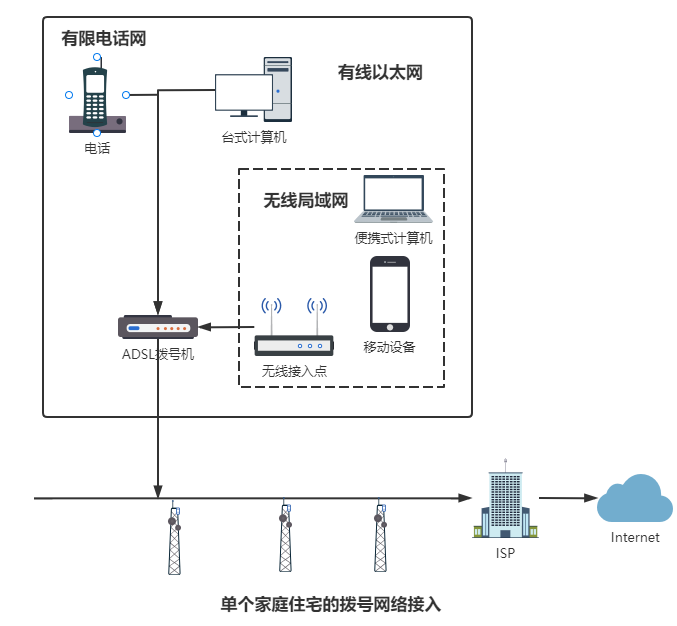 有限电话网
有线以太网
台式计算机
电话
无线局域网
便携式计算机
移动设备
ADSL拨号机
无线接入点
ISP
Internet
单个家庭住宅的拨号网络接入